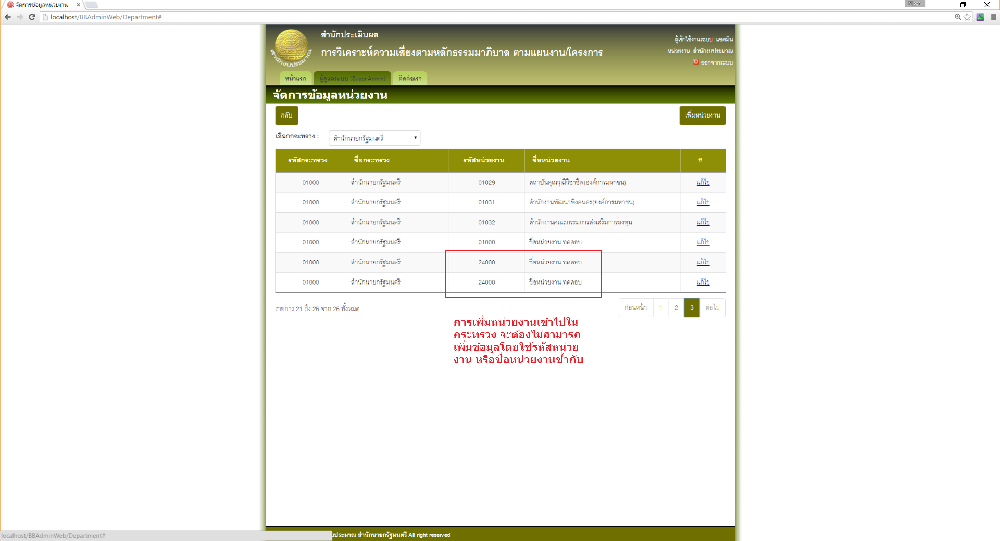 จัดการข้อมูลหน่วยงาน
Nipon
localhost/BBAdminWeb/Department#
สำนักประเมินผล
การวิเคราะห์ความเสี่ยงตามหลักธรรมมาภิบาล ตามแผนงาน/โครงการ
ผู้เข้าใช้งานระบบ: แอดมิน
หน่วยงาน: สำนักงบประมาณ
ออกจากระบบ
สำนักงบประมาณ
หน้าแรก ผู้ดูแลระบบ (Super Admin) ติดต่อเรา
จัดการข้อมูลหน่วยงาน
กลับ เพิ่มหน่วยงาน
เลือกกระทรวง : สำนักนายกรัฐมนตรี
รหัสกระทรวง ชื่อกระทรวง รหัสหน่วยงาน ชื่อหน่วยงาน #
01000 สำนักนายกรัฐมนตรี 01029 สถาบันคุณวุฒิวิชาชีพ(องค์การมหาชน) แก้ไข
01000 สำนักนายกรัฐมนตรี 01031 สำนักงานพัฒนาพิงคนคร(องค์การมหาชน) แก้ไข
01000 สำนักนายกรัฐมนตรี 01032 สำนักงานคณะกรรมการส่งเสริมการลงทุน แก้ไข
01000 สำนักนายกรัฐมนตรี 01000 ชื่อหน่วยงาน ทดสอบ แก้ไข
01000 สำนักนายกรัฐมนตรี 24000 ชื่อหน่วยงาน ทดสอบ แก้ไข
01000 สำนักนายกรัฐมนตรี 24000 ชื่อหน่วยงาน ทดสอบ แก้ไข
รายการ 21 ถึง 26 จาก 26 ทั้งหมด ก่อนหน้า 1 2 3 ต่อไป
การเพิ่มหน่วยงานเข้าไปใน
กระทรวง จะต้องไม่สามารถ
เพิ่มข้อมูลโดยใช้รหัสหน่วย
งาน หรือชื่อหน่วยงานซ้ำกับ
localhost/BBAdminWeb/Department# บประมาณ สำนักนายกรัฐมนตรี All right reserved